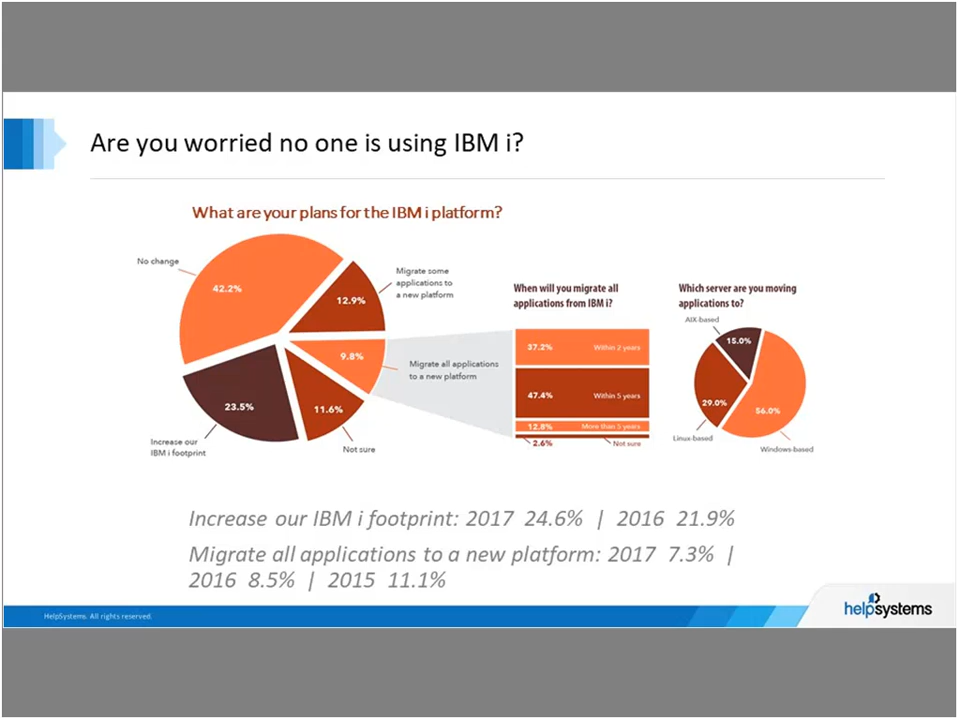 Are you worried no one is using IBM i?
What are your plans for the IBM i platform?
No change
42.2%
Migrate some
applications to
a new platform
12.9%
9.8%
Migrate all applications
to a new platform
11.6%
Not sure
23.5%
Increase our
IBM i footprint
When will you migrate all
applications from IBM i?
37.2% Within 2 years
47.4% Within 5 years
12.8% More than 5 years
2.6% Not sure
Which server are you moving
applications to?
AIX-based
15.0%
29.0%
Linux-based
56.0%
Windows-based
Increase our IBM i footprint: 2017 24.6% | 2016 21.9%
Migrate all applications to a new platform: 2017 7.3% |
2016 8.5% | 2015 11.1%
HelpSystems. All rights reserved.
helpsystems